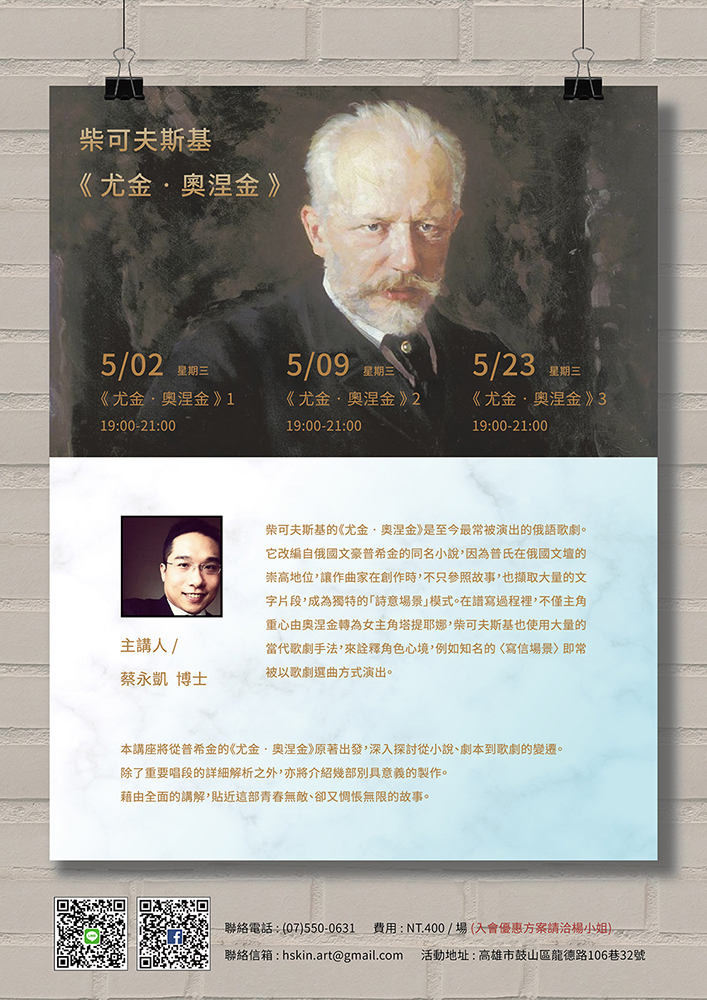 柴可夫斯基
《 尤金．奧涅金 》
5/02 星期三
《 尤金．奧涅金 》1
19:00-21:00
5/09 星期三
《 尤金．奧涅金 》2
19:00-21:00
5/23 星期三
《 尤金．奧涅金 》3
19:00-21:00
主講人 /
蔡永凱 博士
柴可夫斯基的《尤金．奧涅金》是至今最常被演出的俄語歌劇。
它改編自俄國文豪普希金的同名小說，因為普氏在俄國文壇的
崇高地位，讓作曲家在創作時，不只參照故事，也擷取大量的文
字片段，成為獨特的「詩意場景」模式。在譜寫過程裡，不僅主角
重心由奧涅金轉為女主角塔提耶娜，柴可夫斯基也使用大量的
當代歌劇手法，來詮釋角色心境，例如知名的〈寫信場景〉即常
被以歌劇選曲方式演出。
本講座將從普希金的《尤金．奧涅金》原著出發，深入探討從小說、劇本到歌劇的變遷。
除了重要唱段的詳細解析之外，亦將介紹幾部別具意義的製作。
藉由全面的講解，貼近這部青春無敵、卻又惆悵無限的故事。
聯絡電話 : (07)550-0631 費用 : NT.400 / 場 (入會優惠方案請洽楊小姐)
聯絡信箱 : hskin.art@gmail.com 活動地址 : 高雄市鼓山區龍德路106巷32號